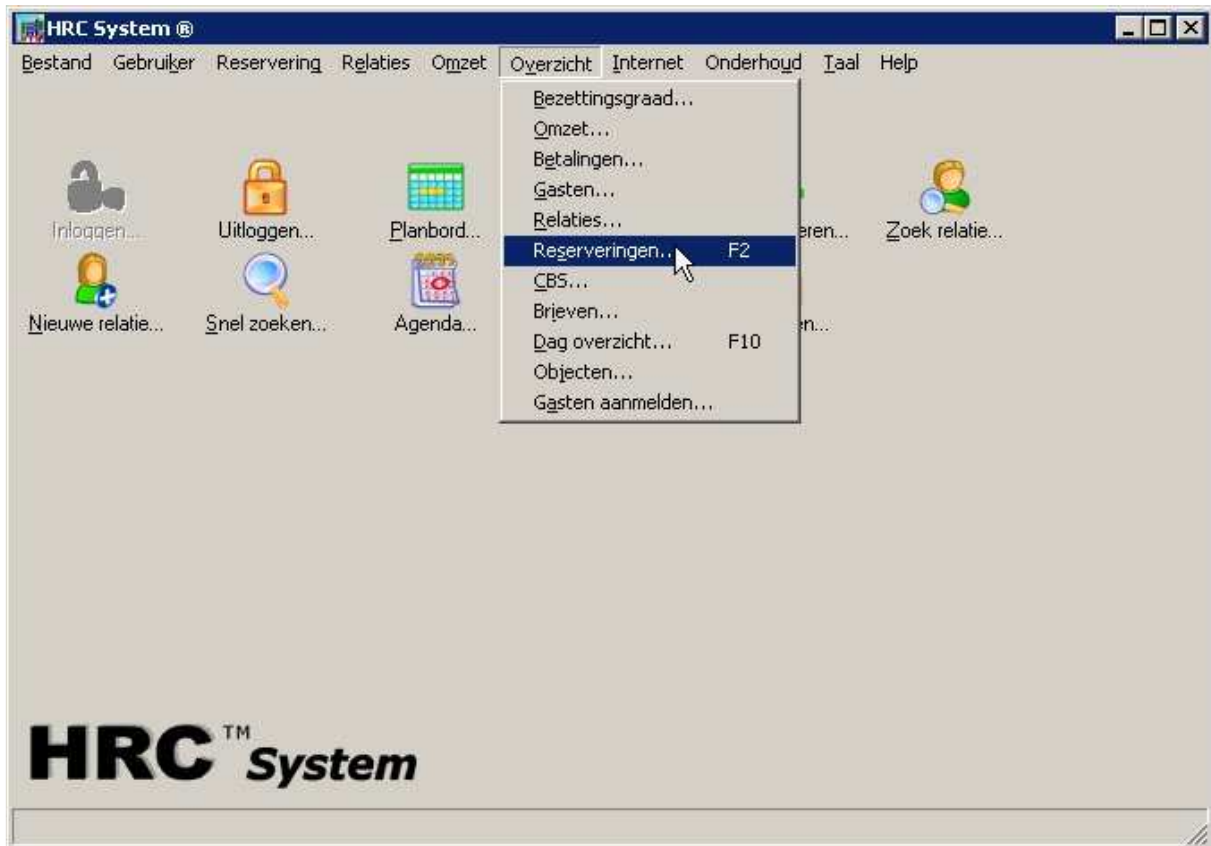 HRC System ®
Bestand Gebruiker Reservering Relaties Omzet Overzicht Internet Onderhoud Taal Help
Bezettingsgraad...
Omzet...
Betalingen...
Gasten...
Relaties...
Reserveringen... F2
CBS...
Brieven...
Dag overzicht... F10
Objecten...
Gasten aanmelden...
Inloggen... Uitloggen... Planbord... Zoek relatie...
Nieuwe relatie... Snel zoeken... Agenda...
HRC™ System